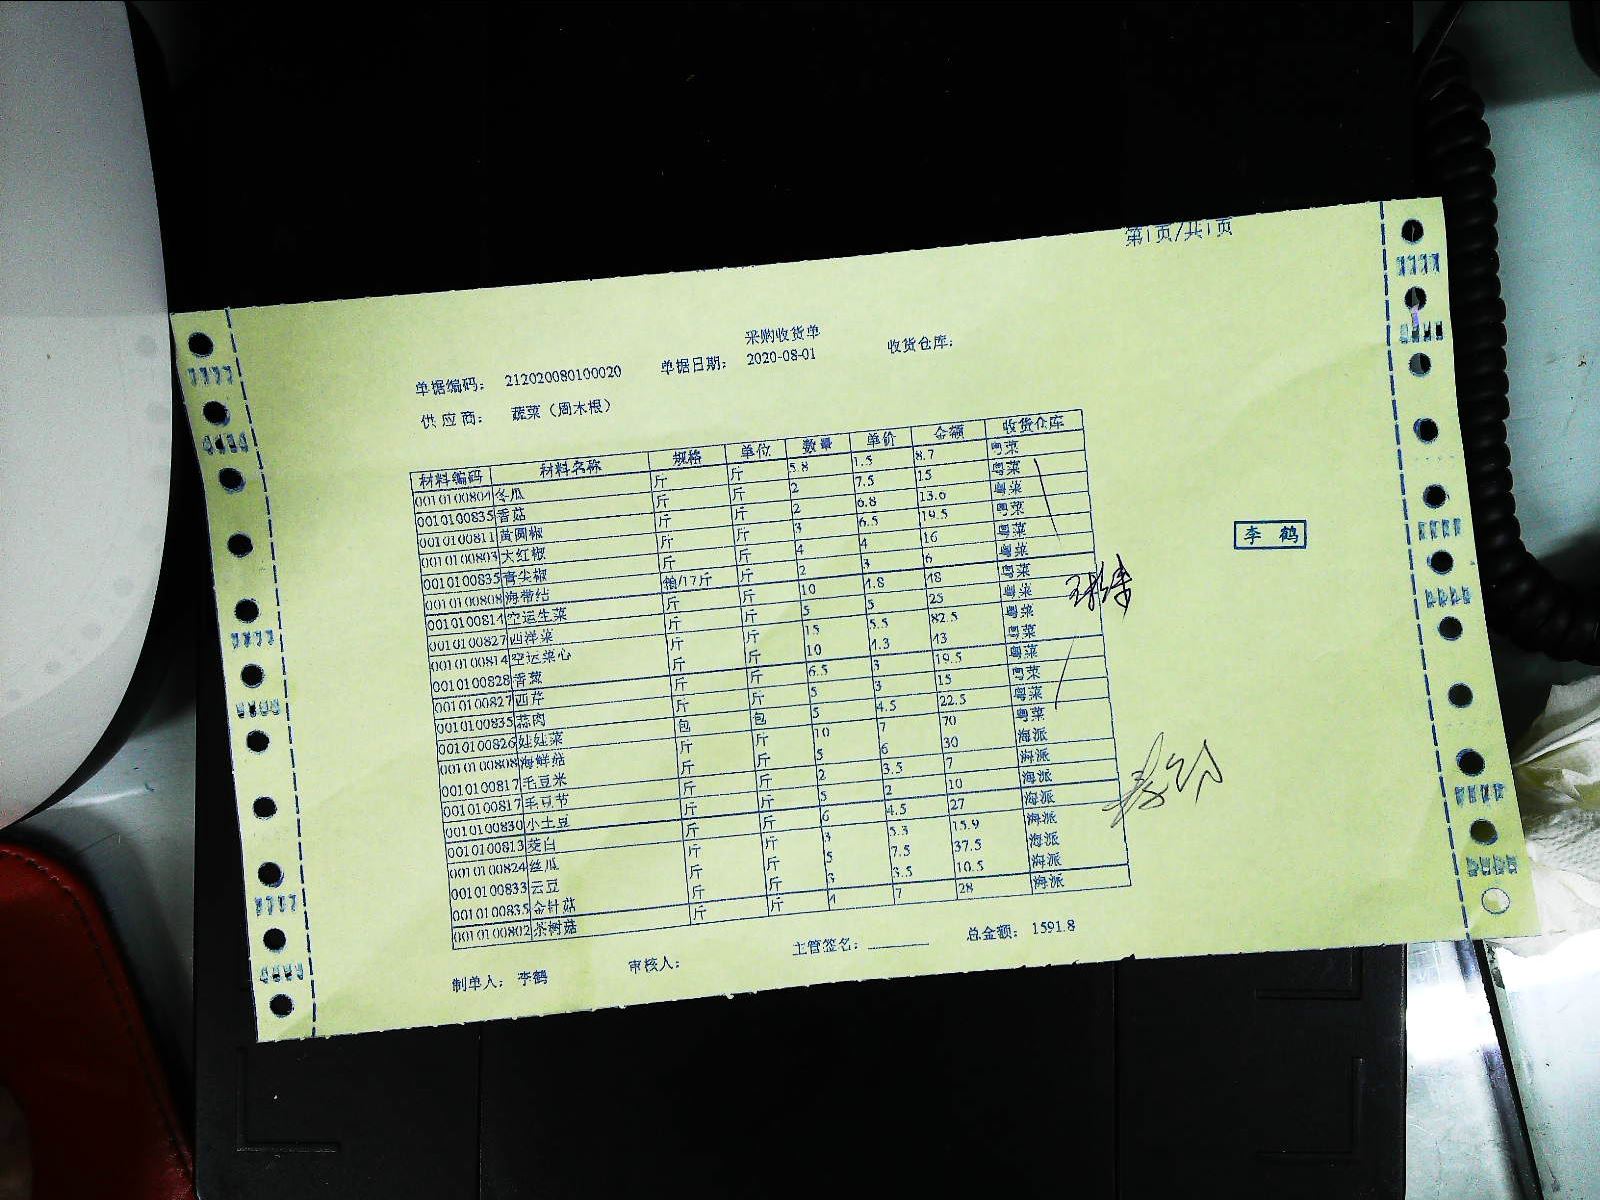 第1页/共1页
采购收货单
单据编码: 212020080100020 单据日期: 2020-08-01 收货仓库:
供应商: 蔬菜(周木根)
材料编码 材料名称 规格 单位 数量 单价 金额 收货仓库
0010100804 冬瓜 斤 斤 5.8 1.5 8.7 粤菜
0010100835 香菇 斤 斤 2 7.5 15 粤菜
0010100811 黄圆椒 斤 斤 2 6.8 13.6 粤菜
0010100803 大红椒 斤 斤 3 6.5 19.5 粤菜
0010100835 青尖椒 斤 斤 4 4 16 粤菜
0010100808 海带结 箱/17斤 斤 2 3 6 粤菜
0010100814 空运生菜 斤 斤 10 1.8 18 粤菜
0010100827 西洋菜 斤 斤 5 5 25 粤菜
0010100814 空运菜心 斤 斤 15 5.5 82.5 粤菜
0010100828 香葱 斤 斤 10 1.3 13 粤菜
0010100827 西芹 斤 斤 6.5 3 19.5 粤菜
0010100835 蒜肉 斤 斤 5 3 15 粤菜
0010100826 娃娃菜 包 包 5 4.5 22.5 粤菜
0010100808 海鲜菇 斤 斤 10 7 70 粤菜
0010100817 毛豆米 斤 斤 5 6 30 海派
0010100817 毛豆节 斤 斤 2 3.5 7 海派
0010100830 小土豆 斤 斤 5 2 10 海派
0010100813 茭白 斤 斤 6 4.5 27 海派
0010100824 丝瓜 斤 斤 3 5.3 15.9 海派
0010100833 云豆 斤 斤 5 7.5 37.5 海派
0010100835 金针菇 斤 斤 3 3.5 10.5 海派
0010100802 茶树菇 斤 斤 4 7 28 海派
制单人: 李鹤 审核人: 主管签名: 总金额: 1591.8
李 鹤